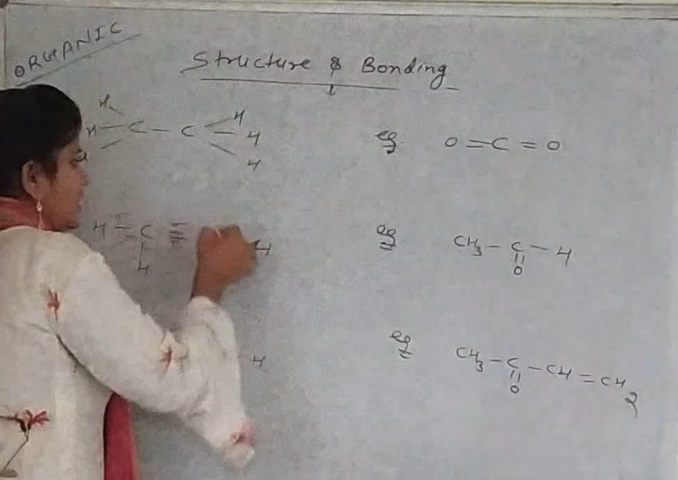 ORGANIC
Structure & Bonding
H
H - C - C - H
H
H
H
eg. O = C = O
H - C ≡ H
H
eg CH3 - C - H
O
H
eg CH3 - C - CH = CH2
O